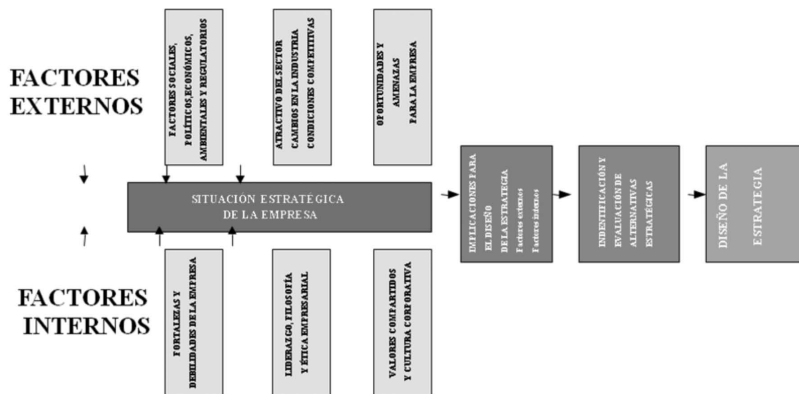 FACTORES
EXTERNOS
FACTORES SOCIALES,
POLÍTICOS,ECONÓMICOS,
AMBIENTALES Y REGULATORIOS
ATRACTIVO DEL SECTOR
CAMBIOS EN LA INDUSTRIA
CONDICIONES COMPETITIVAS
OPORTUNIDADES Y
AMENAZAS
PARA LA EMPRESA
SITUACIÓN ESTRATÉGICA
DE LA EMPRESA
IMPLICACIONES PARA
EL DISEÑO
DE LA ESTRATEGIA
Factores externos
Factores internos
INDENTIFICACIÓN Y
EVALUACIÓN DE
ALTERNATIVAS
ESTRATÉGICAS
DISEÑO DE LA
ESTRATEGIA
FACTORES
INTERNOS
FORTALEZAS Y
DEBILIDADES DE LA EMPRESA
LIDERAZGO, FILOSOFÍA
Y ÉTICA EMPRESARIAL
VALORES COMPARTIDOS
Y CULTURA CORPORATIVA